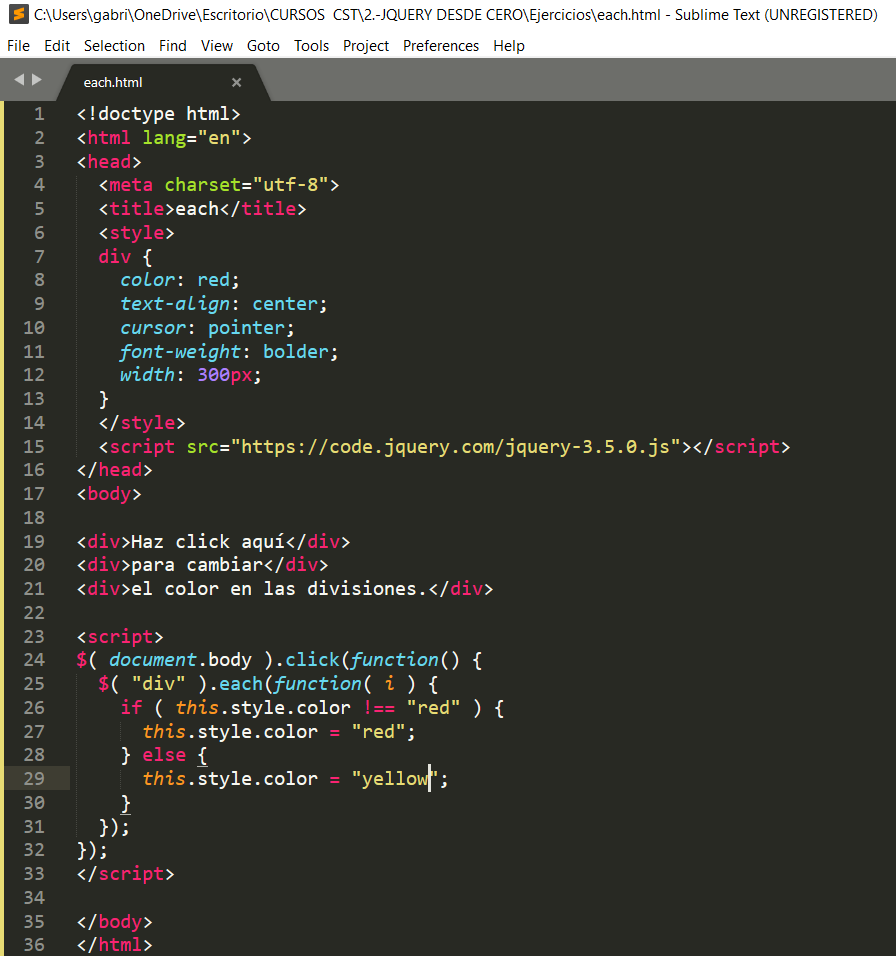 C:\Users\gabri\OneDrive\Escritorio\CURSOS  CST\2.-JQUERY DESDE CERO\Ejercicios\each.html - Sublime Text (UNREGISTERED)
File Edit Selection Find View Goto Tools Project Preferences Help
each.html ×
1 <!doctype html>
2 <html lang="en">
3 <head>
4   <meta charset="utf-8">
5   <title>each</title>
6   <style>
7   div {
8     color: red;
9     text-align: center;
10     cursor: pointer;
11     font-weight: bolder;
12     width: 300px;
13   }
14   </style>
15   <script src="https://code.jquery.com/jquery-3.5.0.js"></script>
16 </head>
17 <body>
18
19 <div>Haz click aquí</div>
20 <div>para cambiar</div>
21 <div>el color en las divisiones.</div>
22
23 <script>
24 $( document.body ).click(function() {
25   $( "div" ).each(function( i ) {
26     if ( this.style.color !== "red" ) {
27       this.style.color = "red";
28     } else {
29       this.style.color = "yellow";
30     }
31   });
32 });
33 </script>
34
35 </body>
36 </html>